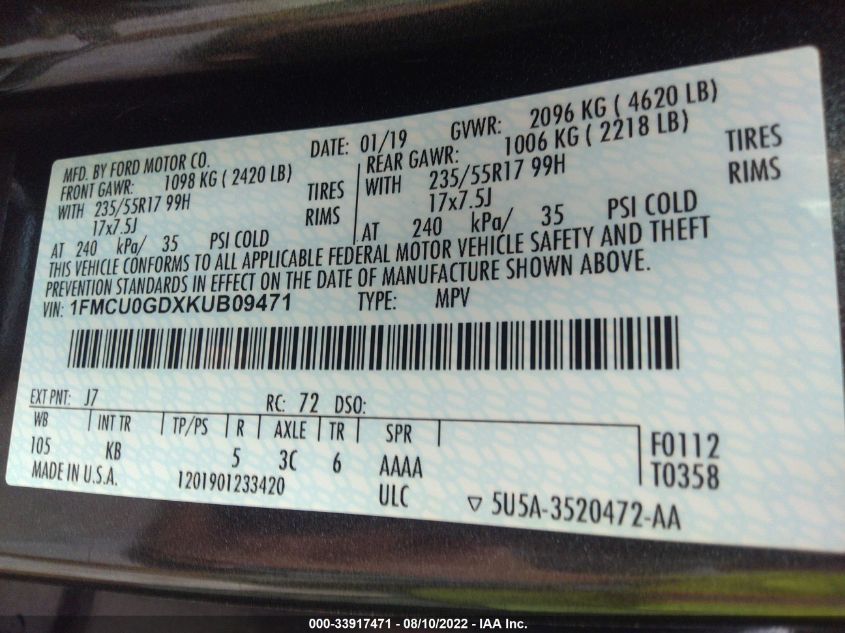 MFD. BY FORD MOTOR CO. DATE: 01/19 GVWR: 2096 KG ( 4620 LB)
FRONT GAWR: 1098 KG ( 2420 LB) REAR GAWR: 1006 KG ( 2218 LB)
WITH 235/55R17 99H TIRES WITH 235/55R17 99H TIRES
17x7.5J RIMS 17x7.5J RIMS
AT 240 kPa/ 35 PSI COLD AT 240 kPa/ 35 PSI COLD
THIS VEHICLE CONFORMS TO ALL APPLICABLE FEDERAL MOTOR VEHICLE SAFETY AND THEFT
PREVENTION STANDARDS IN EFFECT ON THE DATE OF MANUFACTURE SHOWN ABOVE.
VIN: 1FMCU0GDXKUB09471 TYPE: MPV
EXT PNT: J7 RC: 72 DSO:
WB INT TR TP/PS R AXLE TR SPR
105 KB 5 3C 6 AAAA F0112
T0358
MADE IN U.S.A. 1201901233420 ULC ▽ 5U5A-3520472-AA
000-33917471 - 08/10/2022 - IAA Inc.